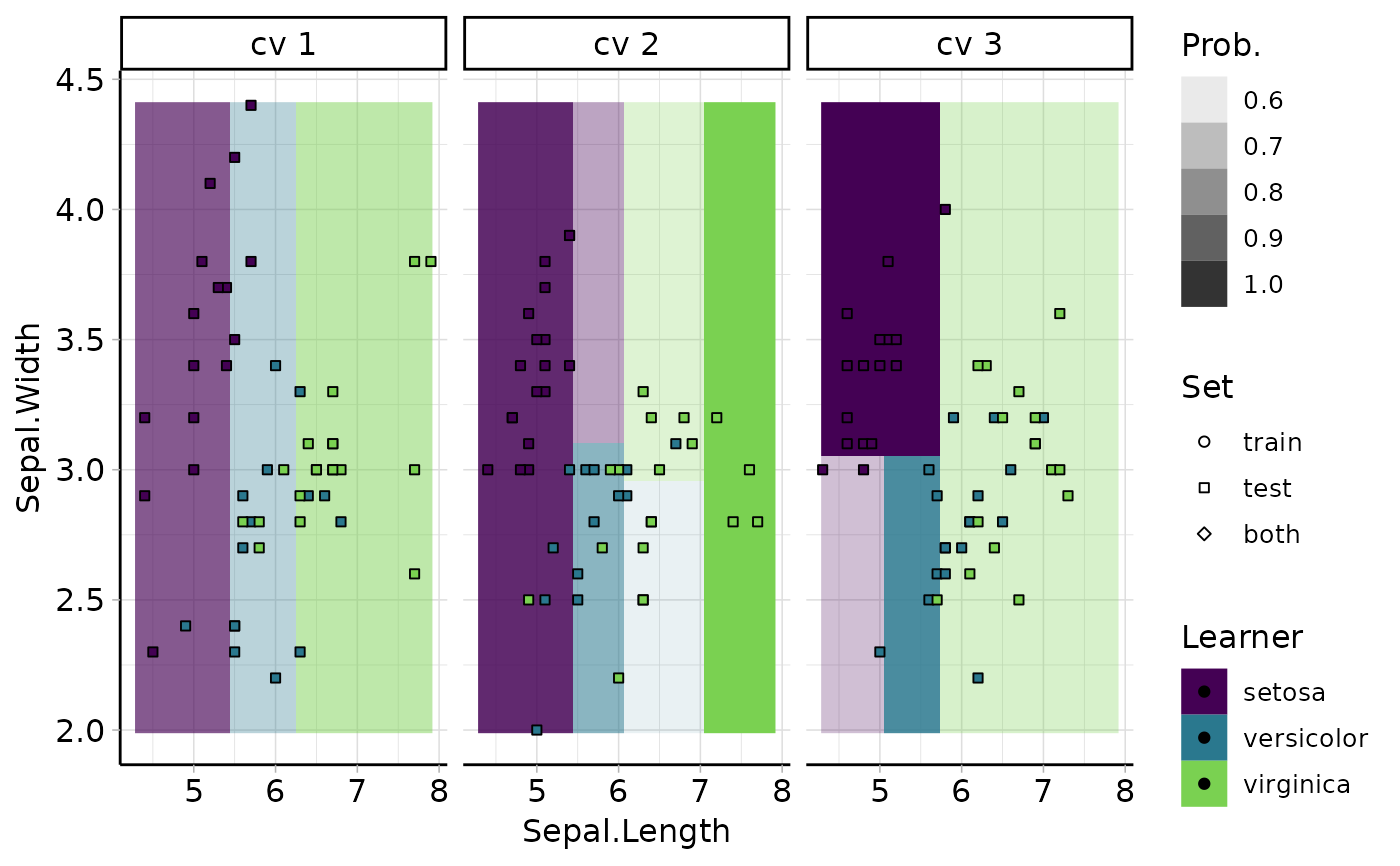 cv 1
cv 2
cv 3
4.5
4.0
3.5
3.0
2.5
2.0
Sepal.Width
5 6 7 8
5 6 7 8
5 6 7 8
Sepal.Length
Prob.
0.6
0.7
0.8
0.9
1.0
Set
train
test
both
Learner
setosa
versicolor
virginica